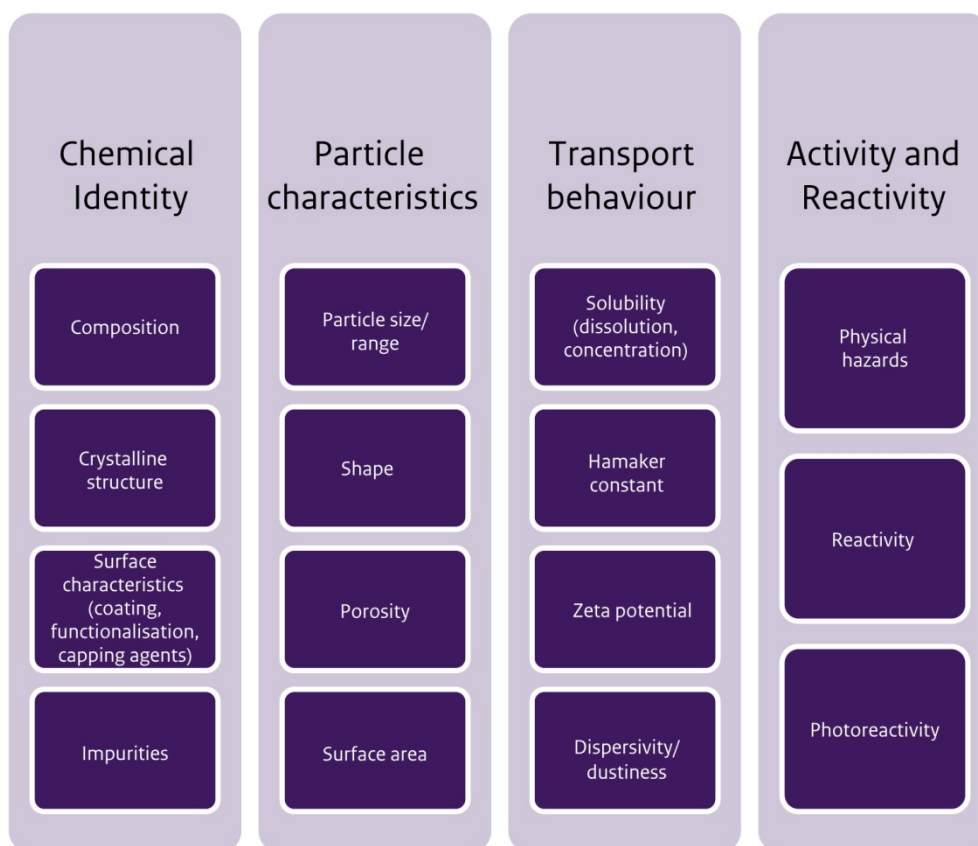 Chemical
Identity
Composition
Crystalline
structure
Surface
characteristics
(coating,
functionalisation,
capping agents)
Impurities
Particle
characteristics
Particle size/
range
Shape
Porosity
Surface area
Transport
behaviour
Solubility
(dissolution,
concentration)
Hamaker
constant
Zeta potential
Dispersivity/
dustiness
Activity and
Reactivity
Physical
hazards
Reactivity
Photoreactivity